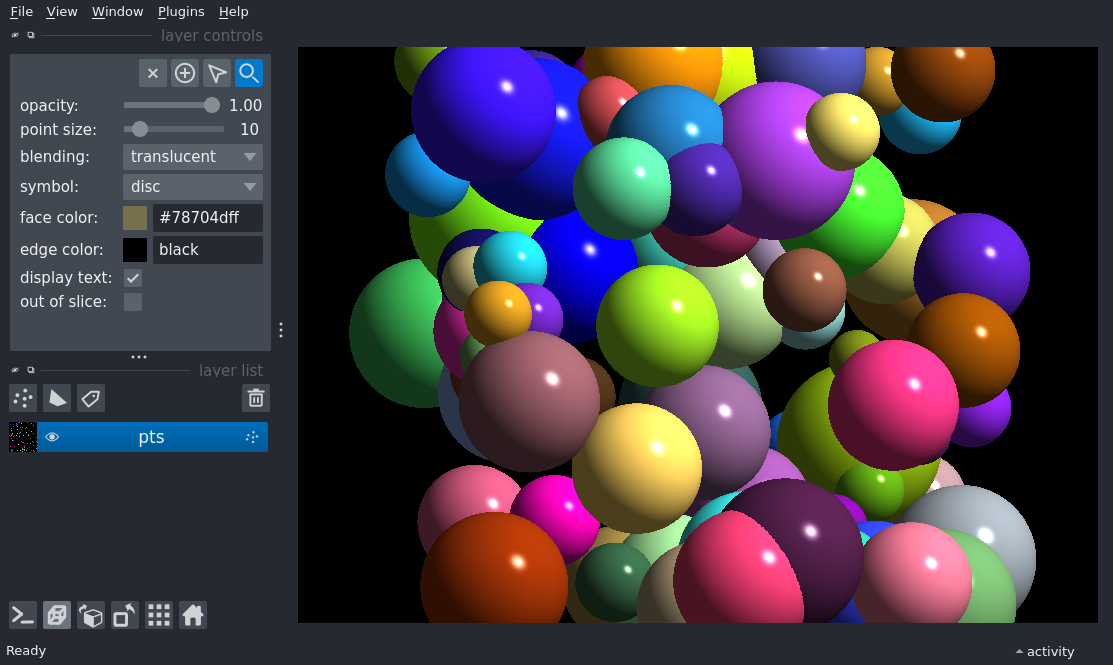 File View Window Plugins Help
layer controls
opacity: 1.00
point size: 10
blending: translucent
symbol: disc
face color: #78704dff
edge color: black
display text:
out of slice:
layer list
pts
Ready
activity